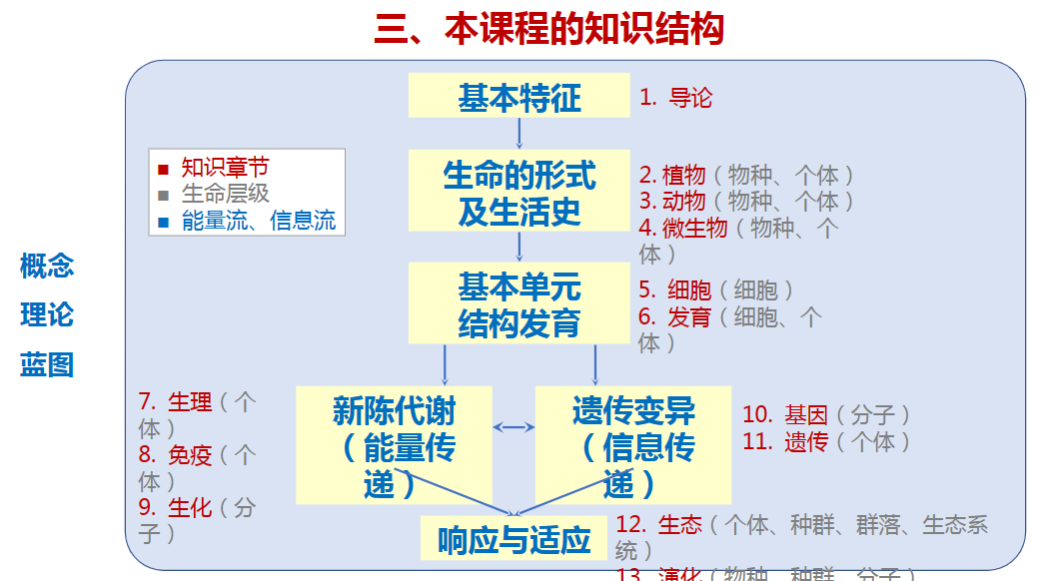 三、本课程的知识结构
基本特征
1. 导论
■ 知识章节
■ 生命层级
■ 能量流、信息流
生命的形式
及生活史
2. 植物（物种、个体）
3. 动物（物种、个体）
4. 微生物（物种、个
体）
概念
理论
蓝图
基本单元
结构发育
5. 细胞（细胞）
6. 发育（细胞、个
体）
7. 生理（个
体）
8. 免疫（个
体）
9. 生化（分
子）
新陈代谢
（能量传
递）
遗传变异
（信息传
递）
10. 基因（分子）
11. 遗传（个体）
响应与适应
12. 生态（个体、种群、群落、生态系
统）
13. 演化（物种、种群、分子）